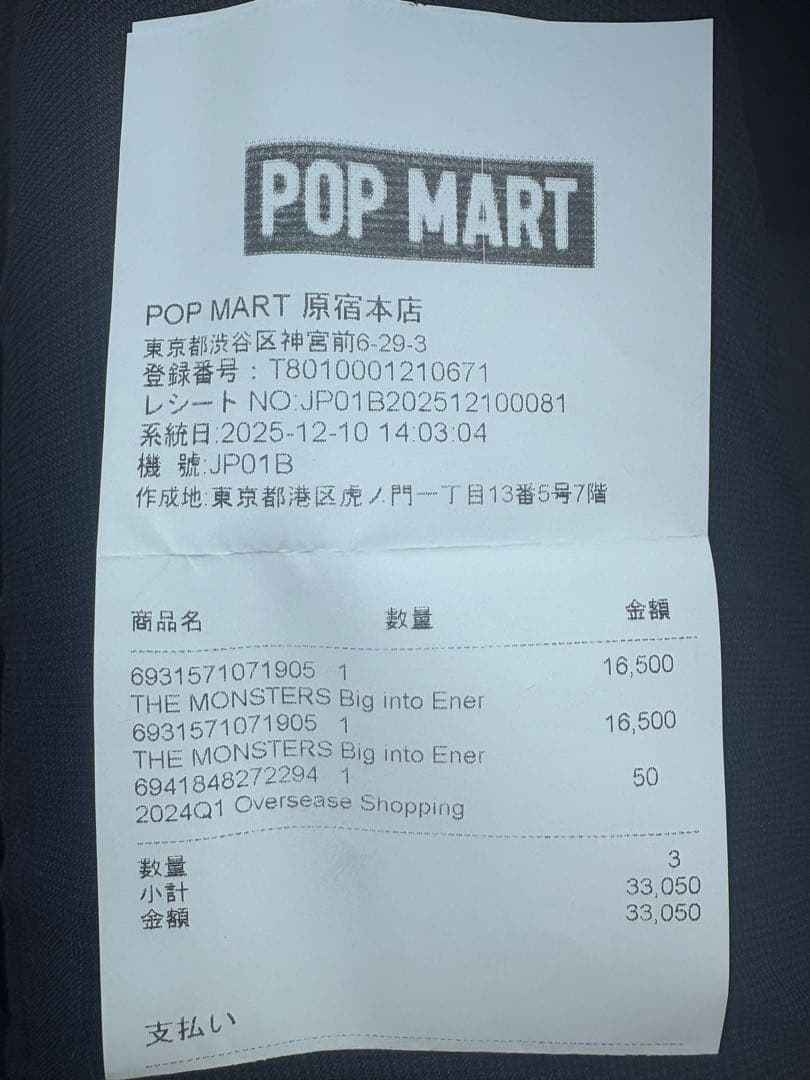 POP MART
POP MART 原宿本店
東京都渋谷区神宮前6-29-3
登録番号：T8010001210671
レシート NO:JP01B202512100081
系統日:2025-12-10 14:03:04
機 號:JP01B
作成地:東京都港区虎ノ門一丁目13番5号7階
商品名 数量 金額
6931571071905 1 16,500
THE MONSTERS Big into Ener
6931571071905 1 16,500
THE MONSTERS Big into Ener
6941848272294 1 50
2024Q1 Oversease Shopping
数量 3
小計 33,050
金額 33,050
支払い